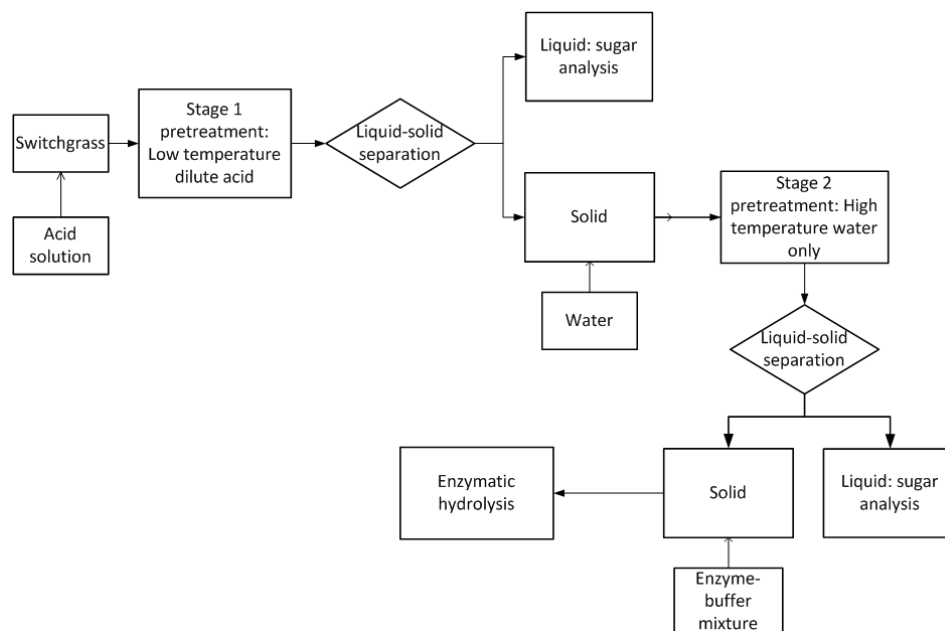 Liquid: sugar
analysis
Stage 1
pretreatment:
Low temperature
dilute acid
Switchgrass
Liquid-solid
separation
Acid
solution
Solid
Stage 2
pretreatment: High
temperature water
only
Water
Liquid-solid
separation
Enzymatic
hydrolysis
Solid
Liquid: sugar
analysis
Enzyme-
buffer
mixture